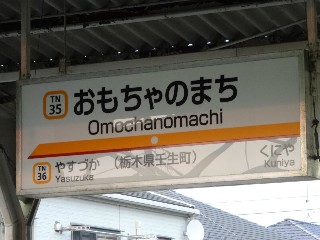 TN
35
おもちゃのまち
Omochanomachi
TN
36
やすづか
Yasuzuka
(栃木県壬生町)
くにや
Kuniya